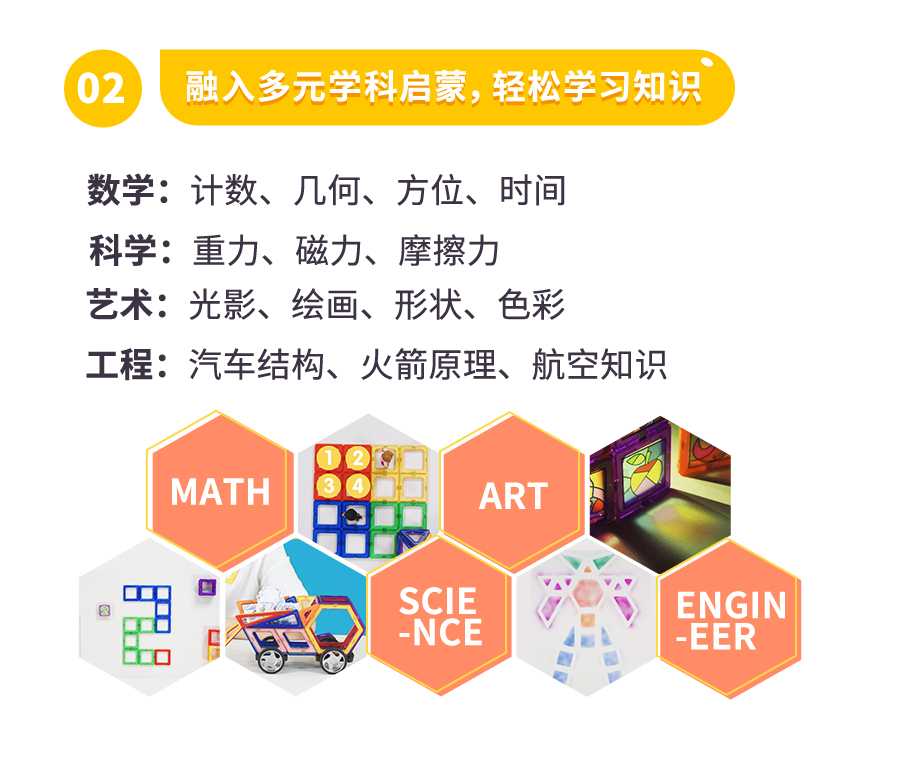 02
融入多元学科启蒙，轻松学习知识
数学：计数、几何、方位、时间
科学：重力、磁力、摩擦力
艺术：光影、绘画、形状、色彩
工程：汽车结构、火箭原理、航空知识
MATH
1 2
3 4
ART
SCIE
-NCE
ENGIN
-EER